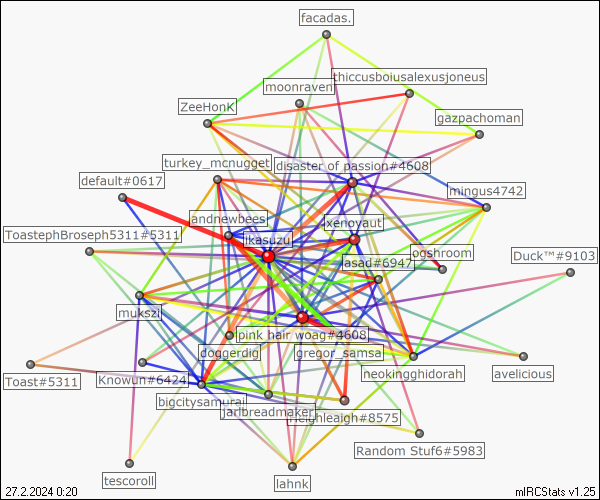 facadas.
thiccusboiusalexusjoneus
moonraven
ZeeHonK
gazpachoman
turkey_mcnugget
disaster of passion#4608
default#0617
mingus4742
andnewbees
xenoyaut
ToastephBroseph5311#5311
jkasuzu
ogshroom
lasad#6947
Duck™#9103
mukszi
pink hair woag#4608
doggerdig
gregor_samsa
neokingghidorah
avelicious
Toast#5311
Knowun#6424
bigcitysamurai
jarlbreadmaker
heighleaigh#8575
Random Stuf6#5983
tescoroll
lahnk
27.2.2024 0:20
mIRCStats v1.25